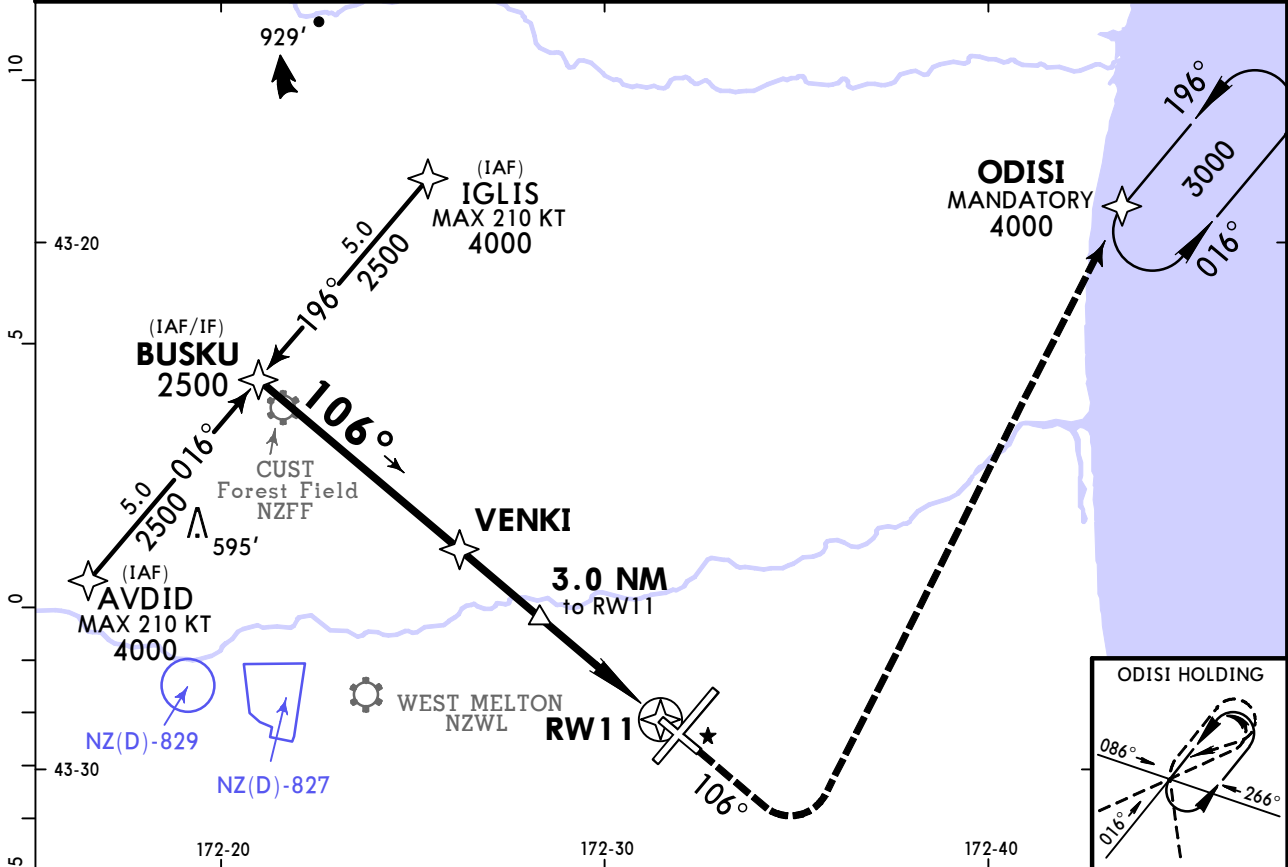 929'
10
(IAF)
IGLIS
MAX 210 KT
4000
ODISI
MANDATORY
4000
196°
3000
016°
43-20
5.0
2500
196°
5
(IAF/IF)
BUSKU
2500
106°
016°
5.0
2500
CUST
Forest Field
NZFF
595'
VENKI
(IAF)
AVDID
MAX 210 KT
4000
3.0 NM
to RW11
0
NZ(D)-829
NZ(D)-827
WEST MELTON
NZWL
RW11
106°
43-30
ODISI HOLDING
086°
266°
016°
5
172-20
172-30
172-40